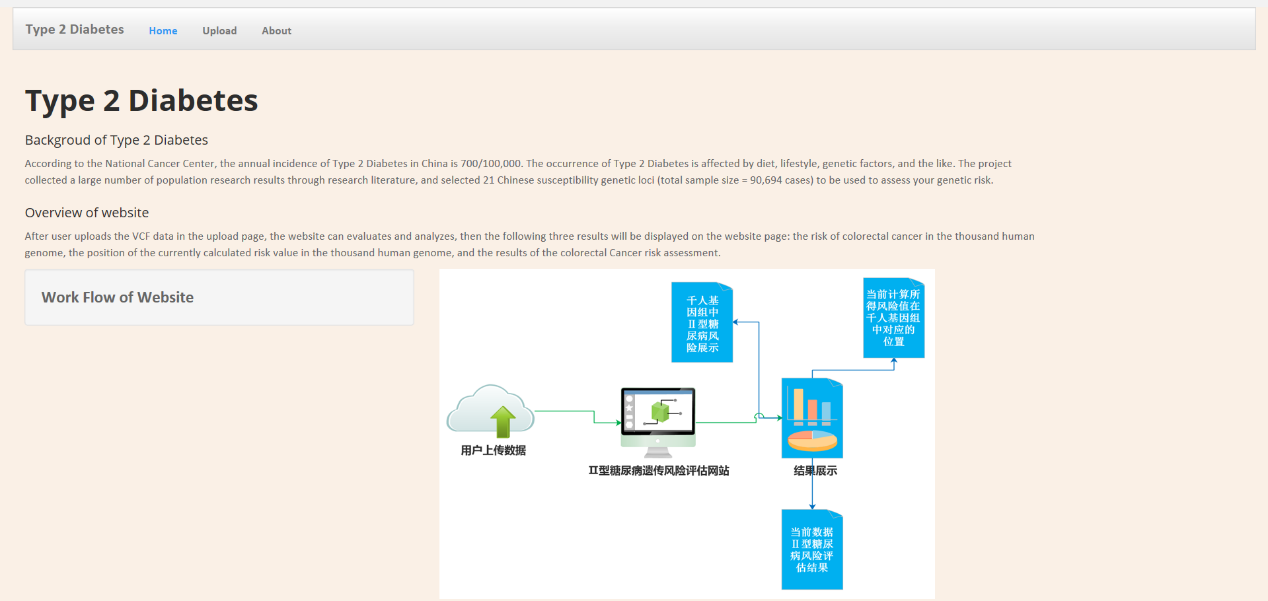 Type 2 Diabetes Home Upload About
Type 2 Diabetes
Backgroud of Type 2 Diabetes
According to the National Cancer Center, the annual incidence of Type 2 Diabetes in China is 700/100,000. The occurrence of Type 2 Diabetes is affected by diet, lifestyle, genetic factors, and the like. The project
collected a large number of population research results through research literature, and selected 21 Chinese susceptibility genetic loci (total sample size = 90,694 cases) to be used to assess your genetic risk.
Overview of website
After user uploads the VCF data in the upload page, the website can evaluates and analyzes, then the following three results will be displayed on the website page: the risk of colorectal cancer in the thousand human
genome, the position of the currently calculated risk value in the thousand human genome, and the results of the colorectal Cancer risk assessment.
Work Flow of Website
千人基
因组中
II型糖
尿病风
险展示
当前计算所
得风险值在
千人基因组
中对应的
位置
用户上传数据
II型糖尿病遗传风险评估网站
结果展示
当前数据
II型糖尿
病风险评
估结果